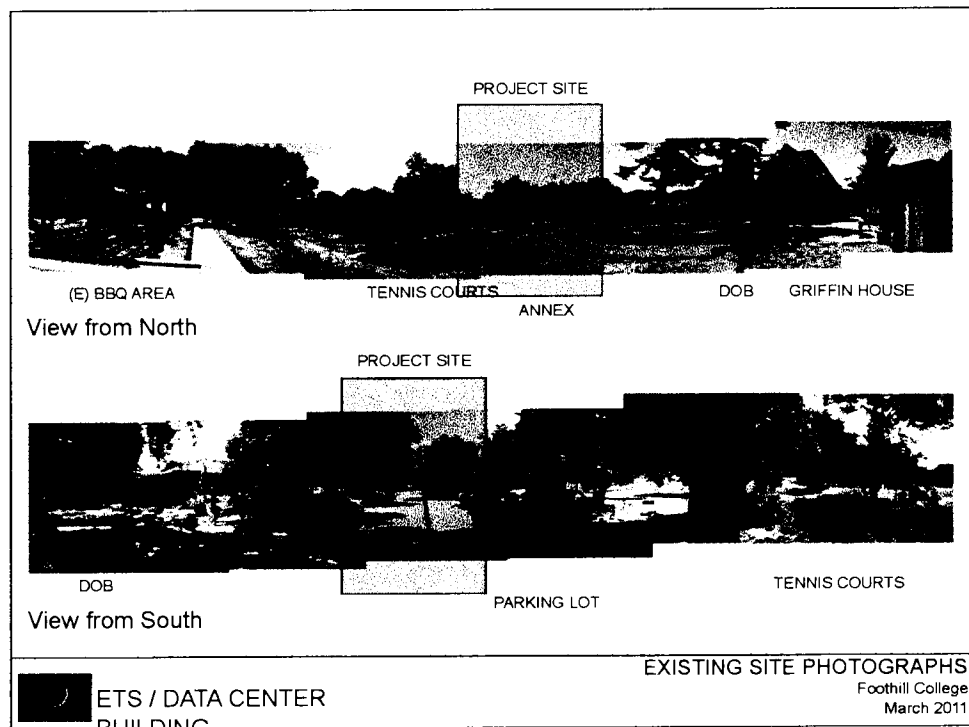 PROJECT SITE
(E) BBQ AREA
TENNIS COURTS
DOB
GRIFFIN HOUSE
ANNEX
View from North
PROJECT SITE
DOB
TENNIS COURTS
PARKING LOT
View from South
EXISTING SITE PHOTOGRAPHS
Foothill College
March 2011
ETS / DATA CENTER
BUILDING